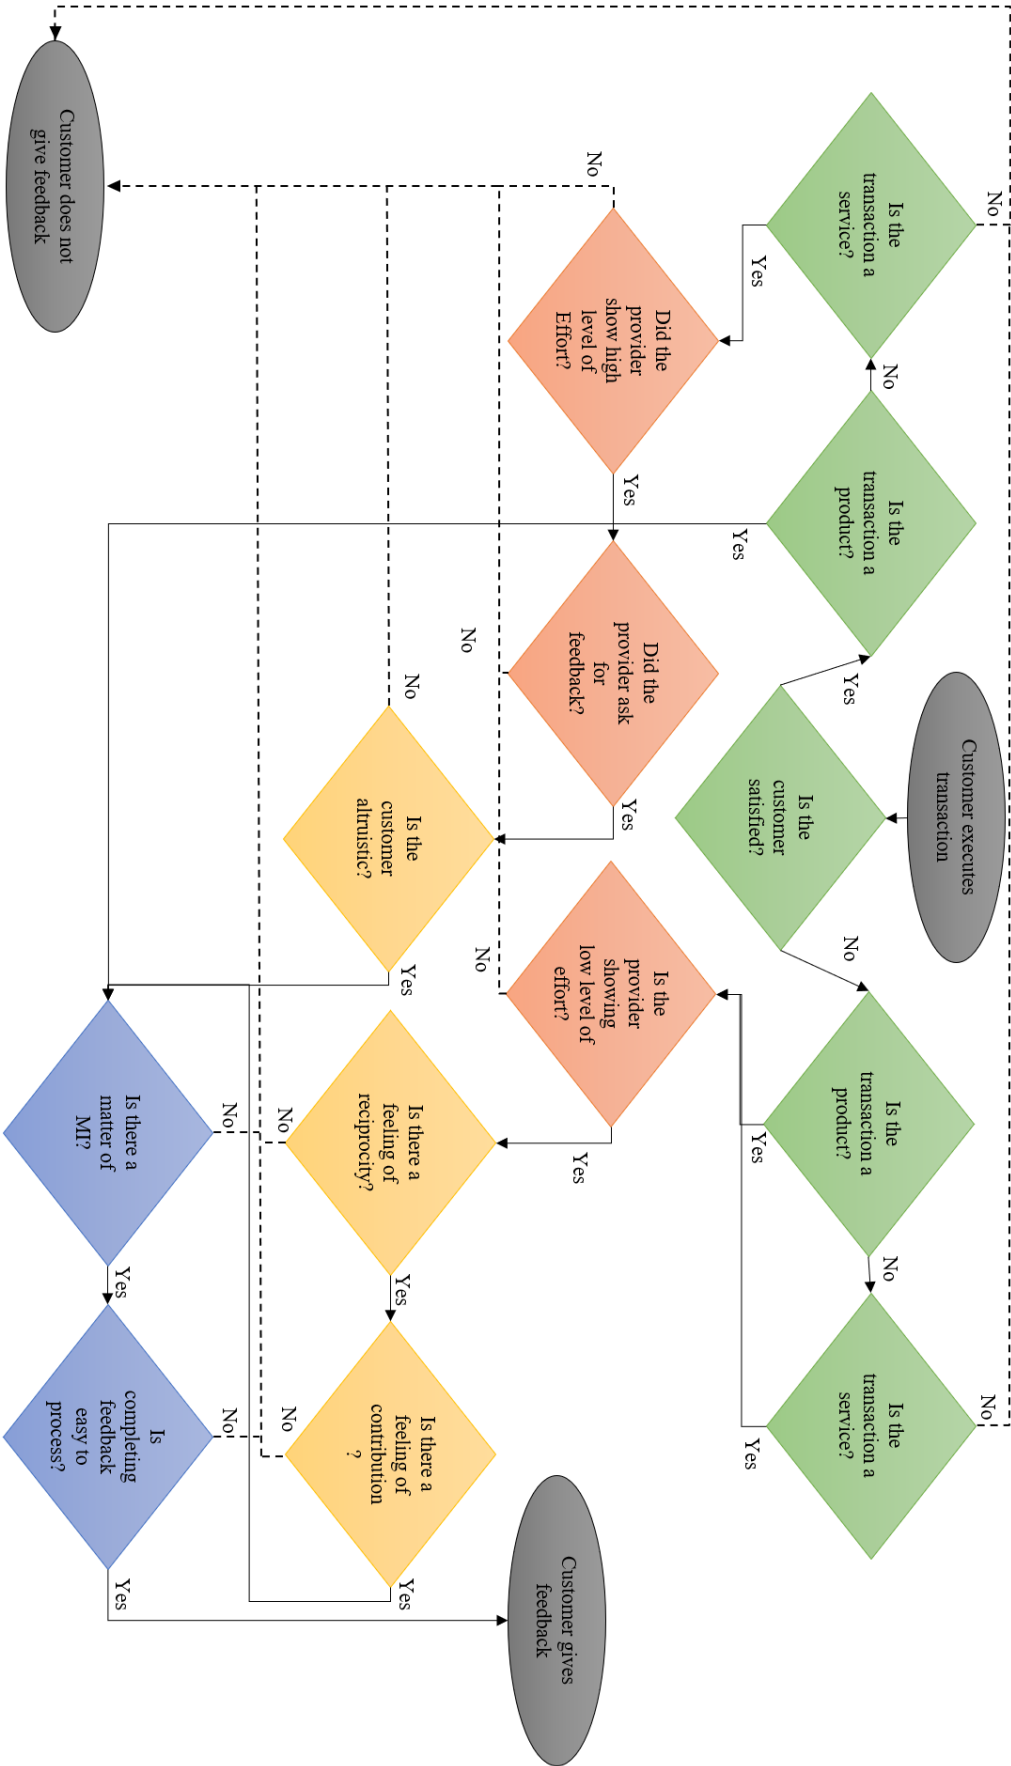 Customer executes
transaction
Is the
customer
satisfied?
Yes
No
Is the
transaction a
service?
No
Yes
No
Is the
transaction a
product?
Yes
Is the
transaction a
product?
Yes
No
Is the
transaction a
service?
No
Yes
No
Did the
provider
show high
level of
Effort?
Yes
Did the
provider ask
for
feedback?
No
Yes
Is the
provider
showing
low level of
effort?
No
Yes
No
Is the
customer
altruistic?
Yes
Is there a
feeling of
reciprocity?
No
Yes
Is there a
feeling of
contribution
?
No
Yes
Customer does not
give feedback
Is there a
matter of
MI?
No
Yes
Is
completing
feedback
easy to
process?
No
Yes
Customer gives
feedback